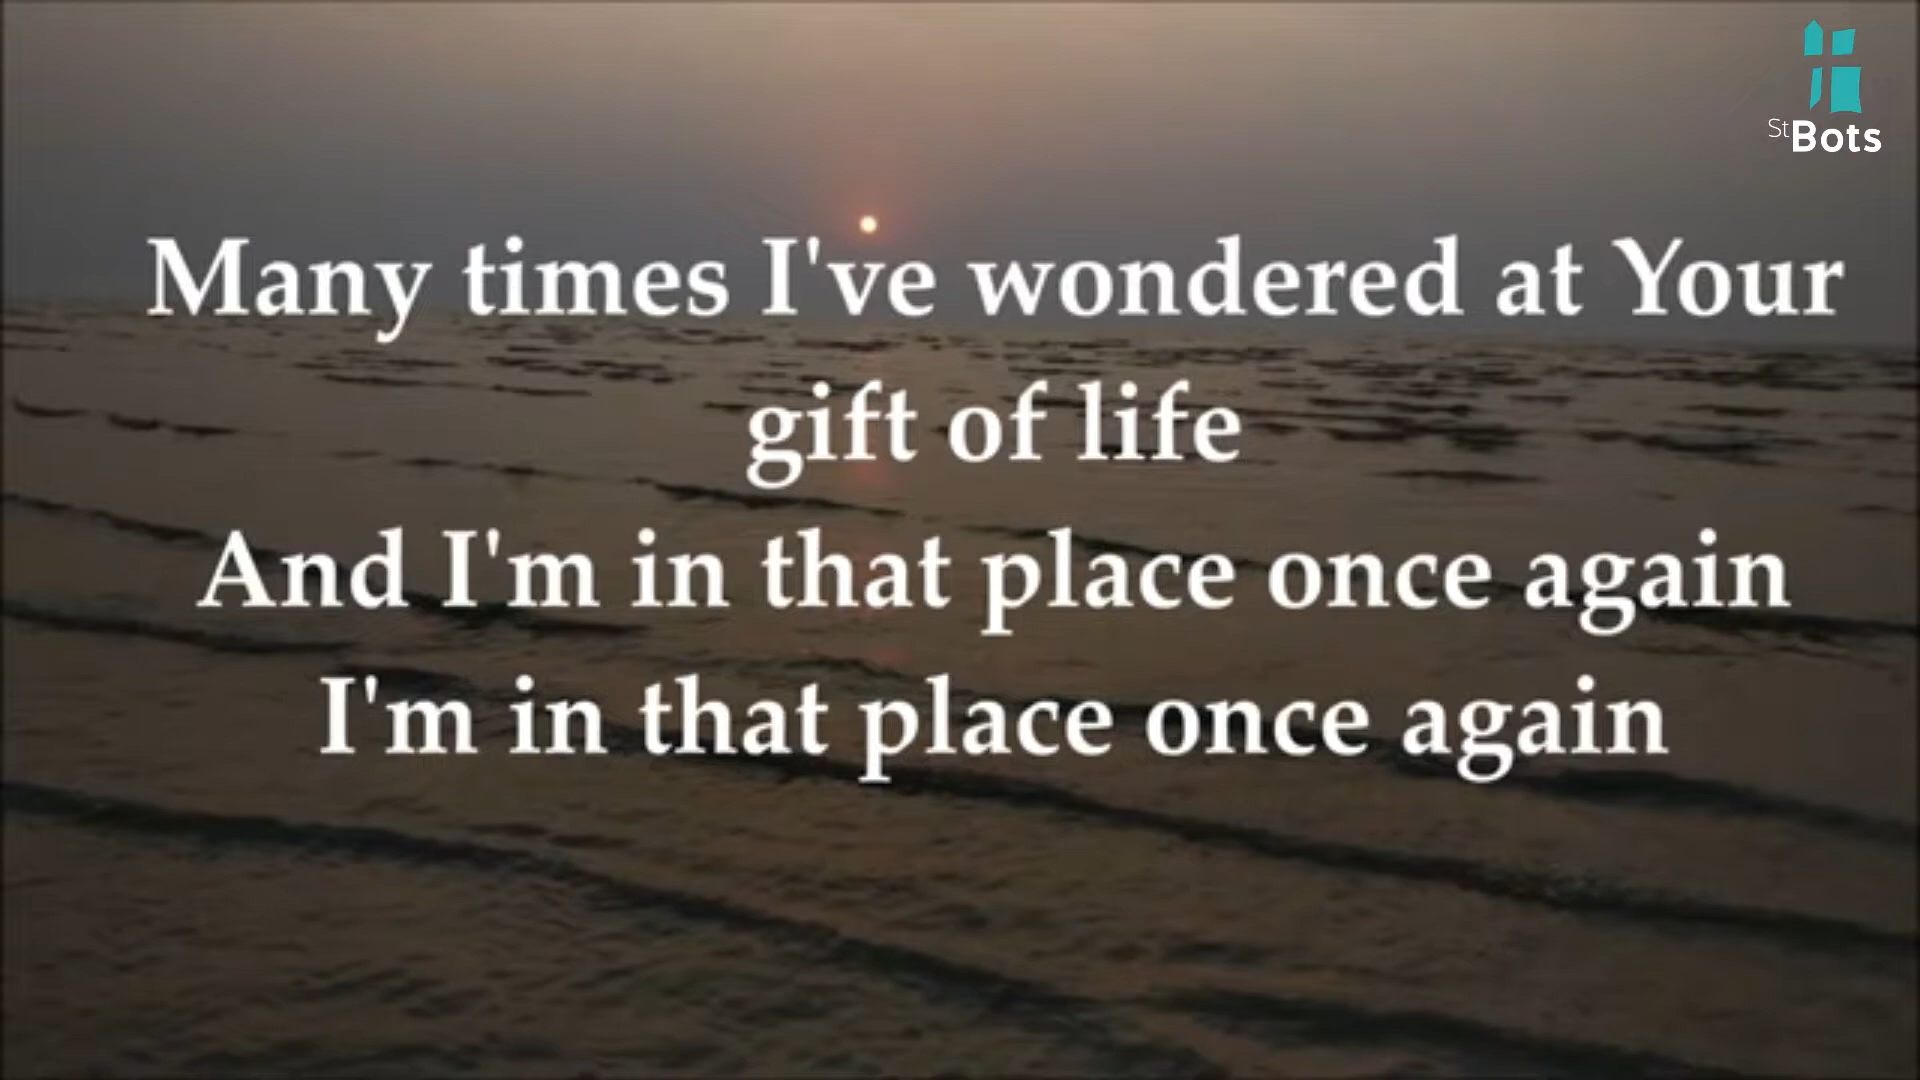 St Bots
Many times I've wondered at Your
gift of life
And I'm in that place once again
I'm in that place once again